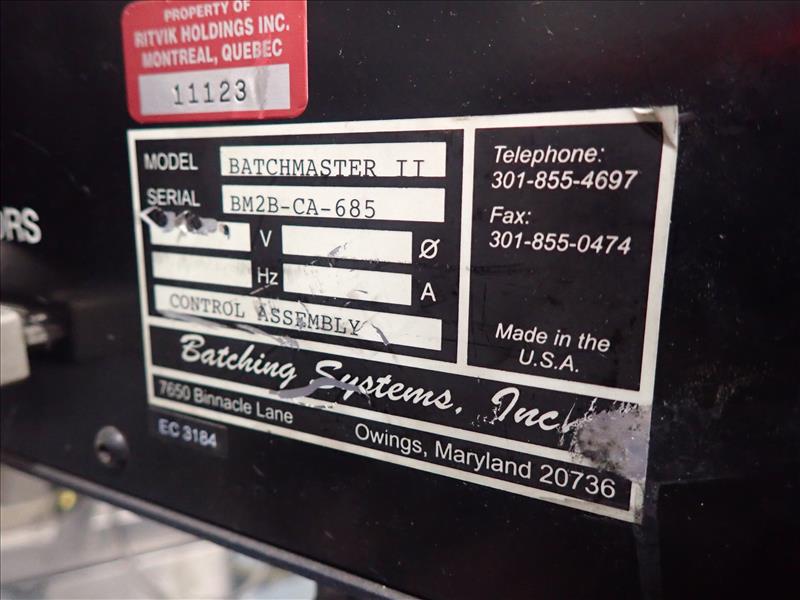 PROPERTY OF
RITVIK HOLDINGS INC.
MONTREAL, QUEBEC
11123
MODEL BATCHMASTER II
SERIAL BM2B-CA-685
V Ø
Hz A
CONTROL ASSEMBLY
Telephone:
301-855-4697
Fax:
301-855-0474
Made in the
U.S.A.
Batching Systems, Inc.
7650 Binnacle Lane
Owings, Maryland 20736
EC 3184